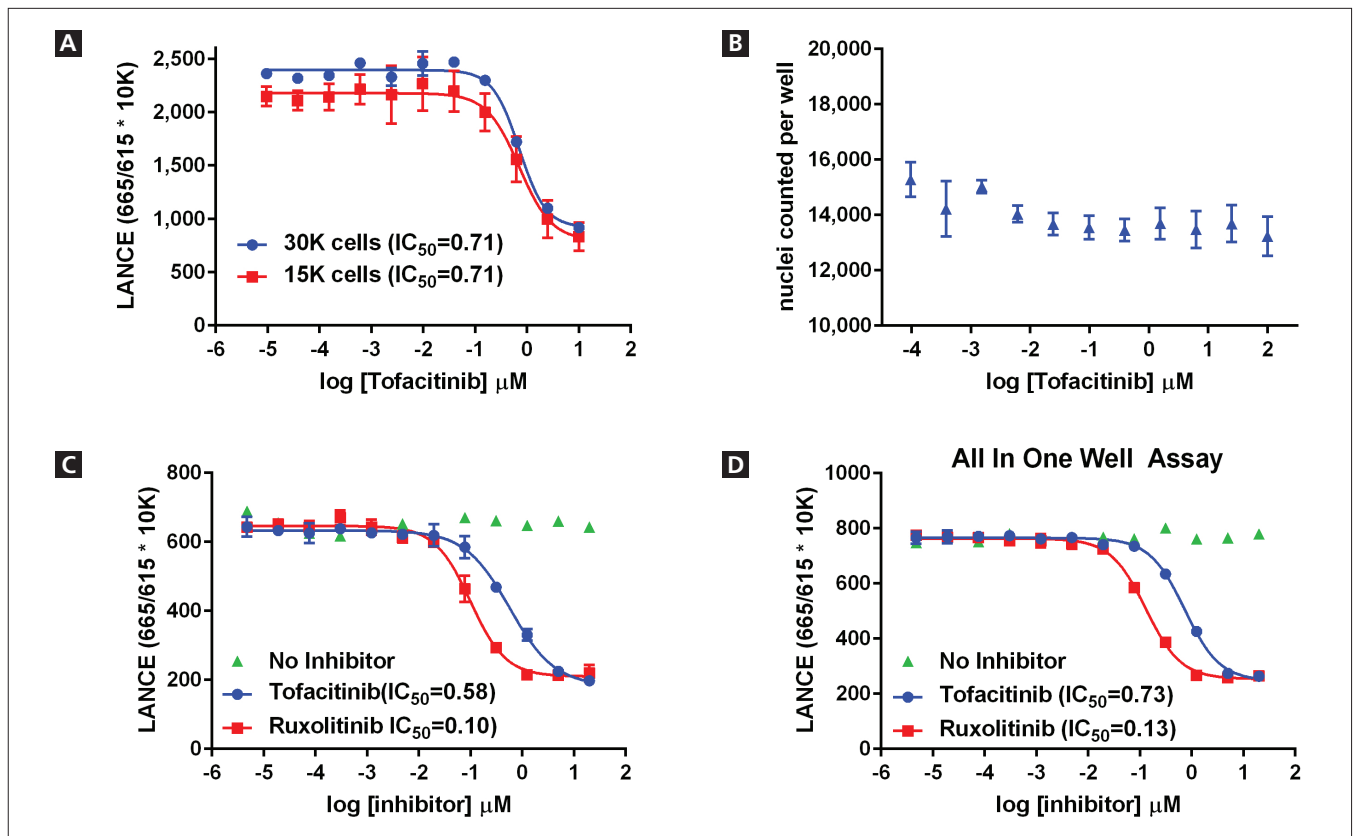 A
LANCE (665/615 * 10K)
2,500
2,000
1,500
1,000
500
0
30K cells (IC50=0.71)
15K cells (IC50=0.71)
-6 -5 -4 -3 -2 -1 0 1 2
log [Tofacitinib] μM
B
nuclei counted per well
20,000
18,000
16,000
14,000
12,000
10,000
-4 -3 -2 -1 0 1 2
log [Tofacitinib] μM
C
LANCE (665/615 * 10K)
800
600
400
200
0
No Inhibitor
Tofacitinib(IC50=0.58)
Ruxolitinib IC50=0.10)
-6 -5 -4 -3 -2 -1 0 1 2
log [inhibitor] μM
D
All In One Well Assay
LANCE (665/615 * 10K)
1000
800
600
400
200
0
No Inhibitor
Tofacitinib (IC50=0.73)
Ruxolitinib (IC50=0.13)
-6 -5 -4 -3 -2 -1 0 1 2
log [inhibitor] μM